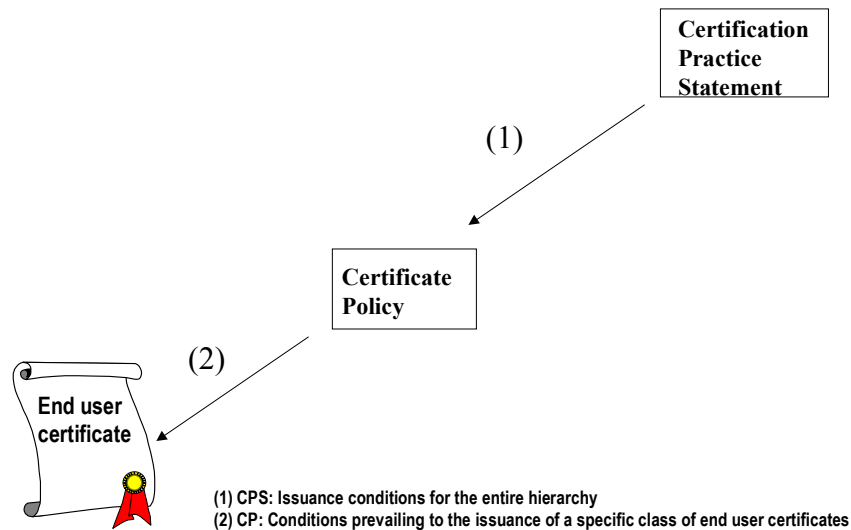 Certification
Practice
Statement
(1)
Certificate
Policy
(2)
End user
certificate
(1) CPS: Issuance conditions for the entire hierarchy
(2) CP: Conditions prevailing to the issuance of a specific class of end user certificates